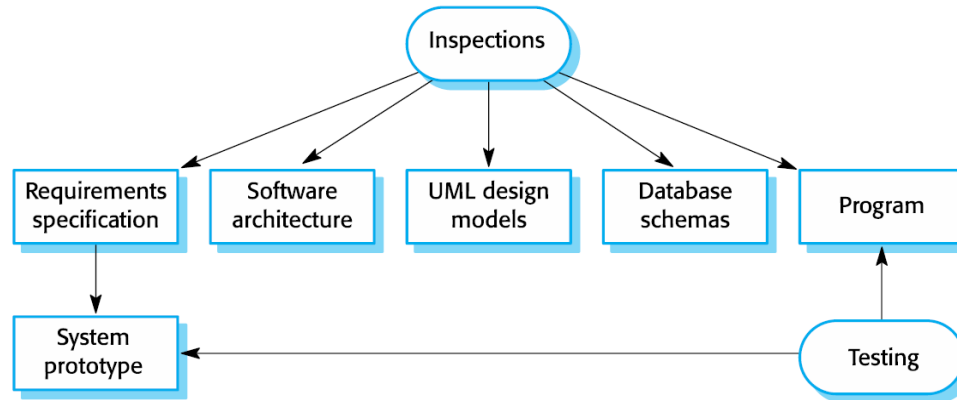 Inspections
Requirements
specification
Software
architecture
UML design
models
Database
schemas
Program
System
prototype
Testing